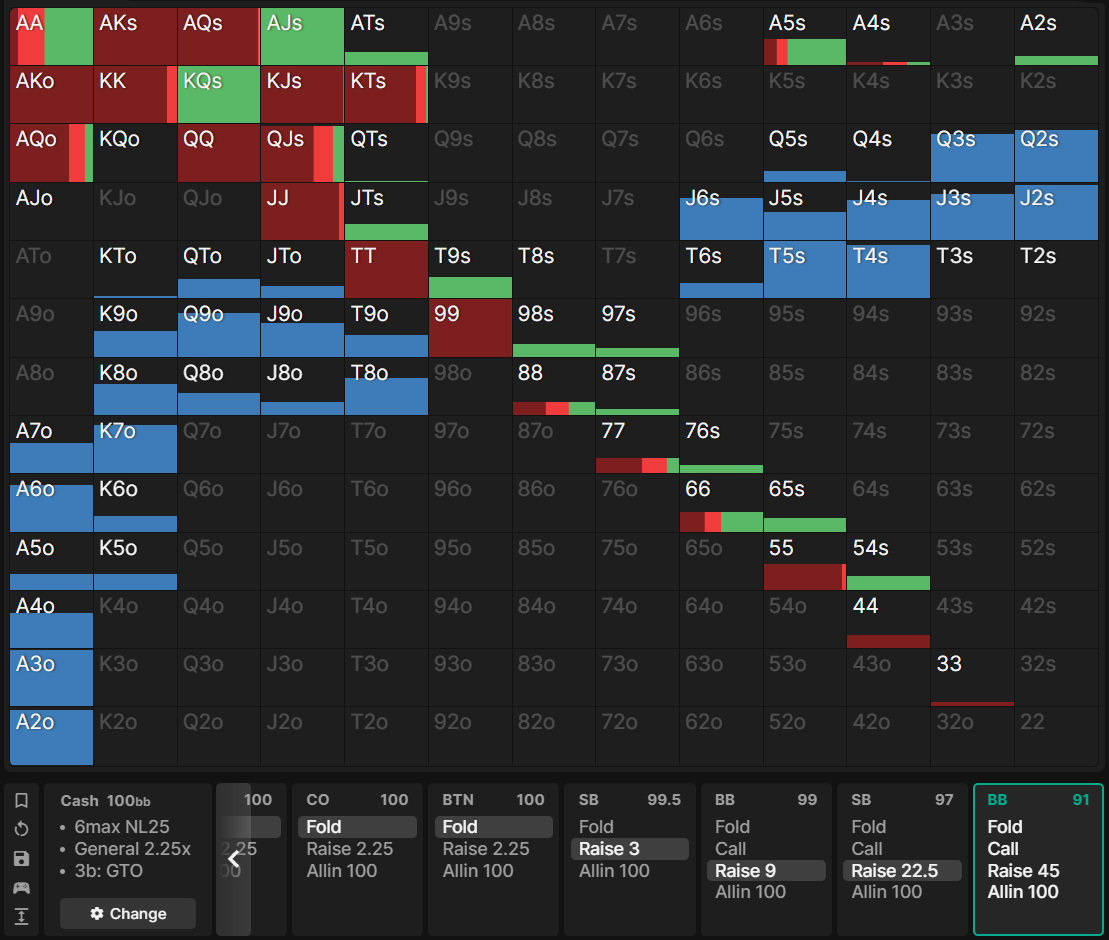 AA AKs AQs AJs ATs A9s A8s A7s A6s A5s A4s A3s A2s
AKo KK KQs KJs KTs K9s K8s K7s K6s K5s K4s K3s K2s
AQo KQo QQ QJs QTs Q9s Q8s Q7s Q6s Q5s Q4s Q3s Q2s
AJo KJo QJo JJ JTs J9s J8s J7s J6s J5s J4s J3s J2s
ATo KTo QTo JTo TT T9s T8s T7s T6s T5s T4s T3s T2s
A9o K9o Q9o J9o T9o 99 98s 97s 96s 95s 94s 93s 92s
A8o K8o Q8o J8o T8o 98o 88 87s 86s 85s 84s 83s 82s
A7o K7o Q7o J7o T7o 97o 87o 77 76s 75s 74s 73s 72s
A6o K6o Q6o J6o T6o 96o 86o 76o 66 65s 64s 63s 62s
A5o K5o Q5o J5o T5o 95o 85o 75o 65o 55 54s 53s 52s
A4o K4o Q4o J4o T4o 94o 84o 74o 64o 54o 44 43s 42s
A3o K3o Q3o J3o T3o 93o 83o 73o 63o 53o 43o 33 32s
A2o K2o Q2o J2o T2o 92o 82o 72o 62o 52o 42o 32o 22
Cash 100bb
• 6max NL25
• General 2.25x
• 3b: GTO
Change
100
2.25
00
CO 100
Fold
Raise 2.25
Allin 100
BTN 100
Fold
Raise 2.25
Allin 100
SB 99.5
Fold
Raise 3
Allin 100
BB 99
Fold
Call
Raise 9
Allin 100
SB 97
Fold
Call
Raise 22.5
Allin 100
BB 91
Fold
Call
Raise 45
Allin 100